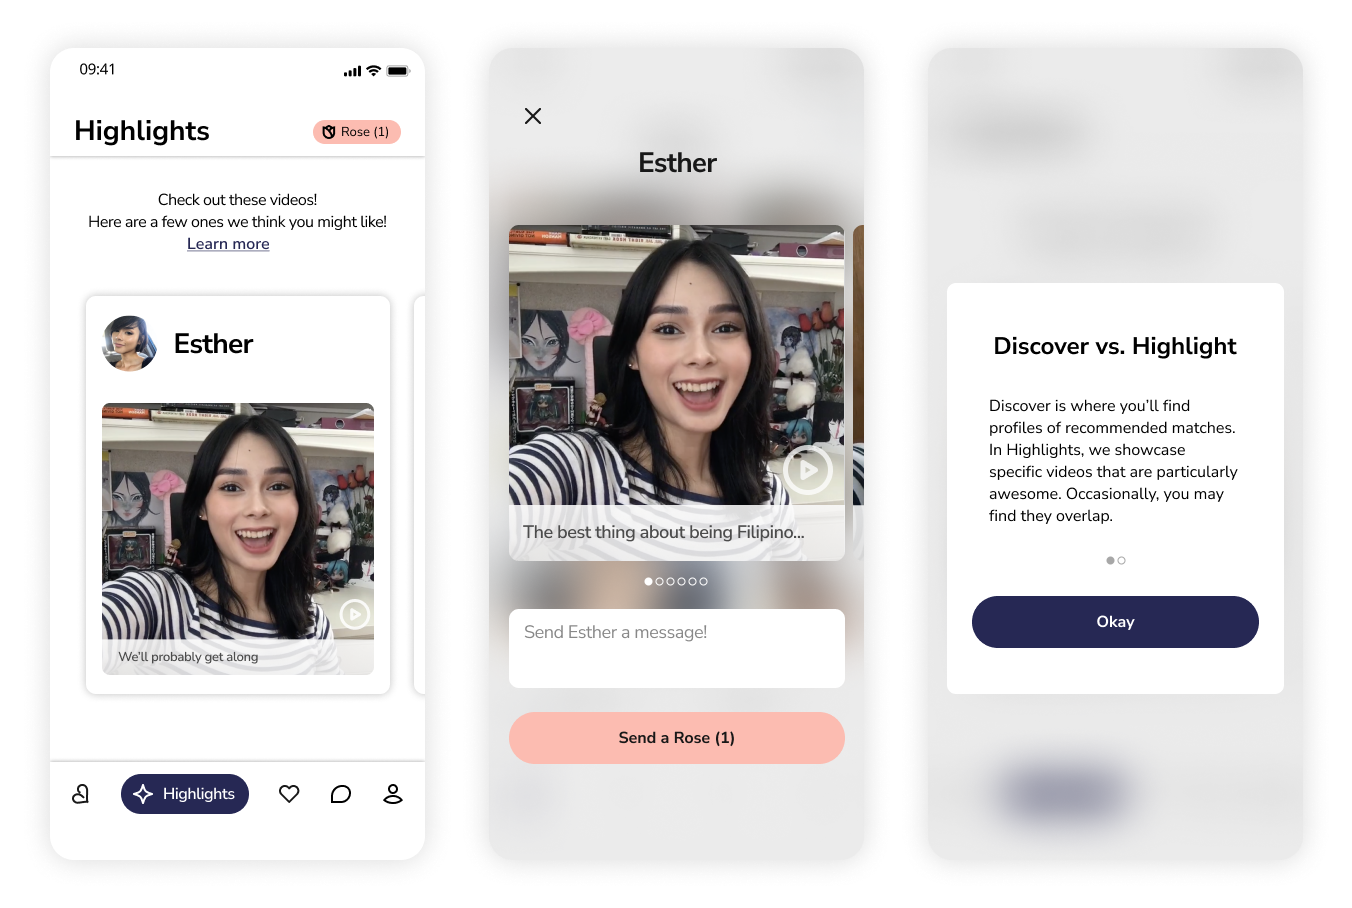 09:41
Highlights
Rose (1)
Check out these videos!
Here are a few ones we think you might like!
Learn more
Esther
We'll probably get along
Highlights
Esther
The best thing about being Filipino...
Send Esther a message!
Send a Rose (1)
Discover vs. Highlight
Discover is where you'll find
profiles of recommended matches.
In Highlights, we showcase
specific videos that are particularly
awesome. Occasionally, you may
find they overlap.
Okay